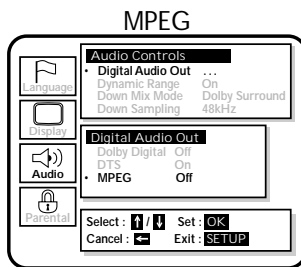 MPEG
Language
Display
Audio
Parental
Audio Controls
• Digital Audio Out ...
Dynamic Range On
Down Mix Mode Dolby Surround
Down Sampling 48kHz
Digital Audio Out
Dolby Digital Off
DTS On
• MPEG Off
Select : ↑ / ↓ Set : OK
Cancel : ← Exit : SETUP